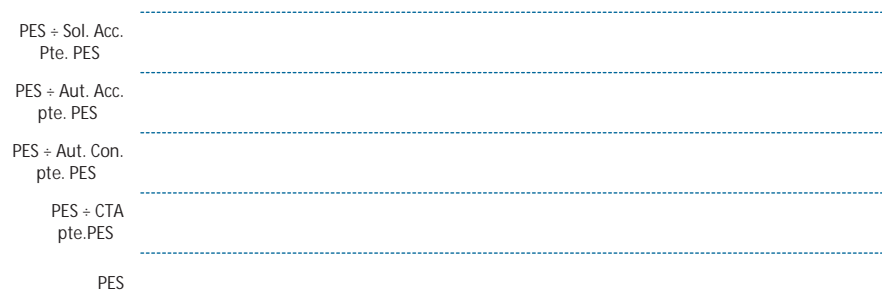 PES ÷ Sol. Acc.
Pte. PES
PES ÷ Aut. Acc.
pte. PES
PES ÷ Aut. Con.
pte. PES
PES ÷ CTA
pte.PES
PES